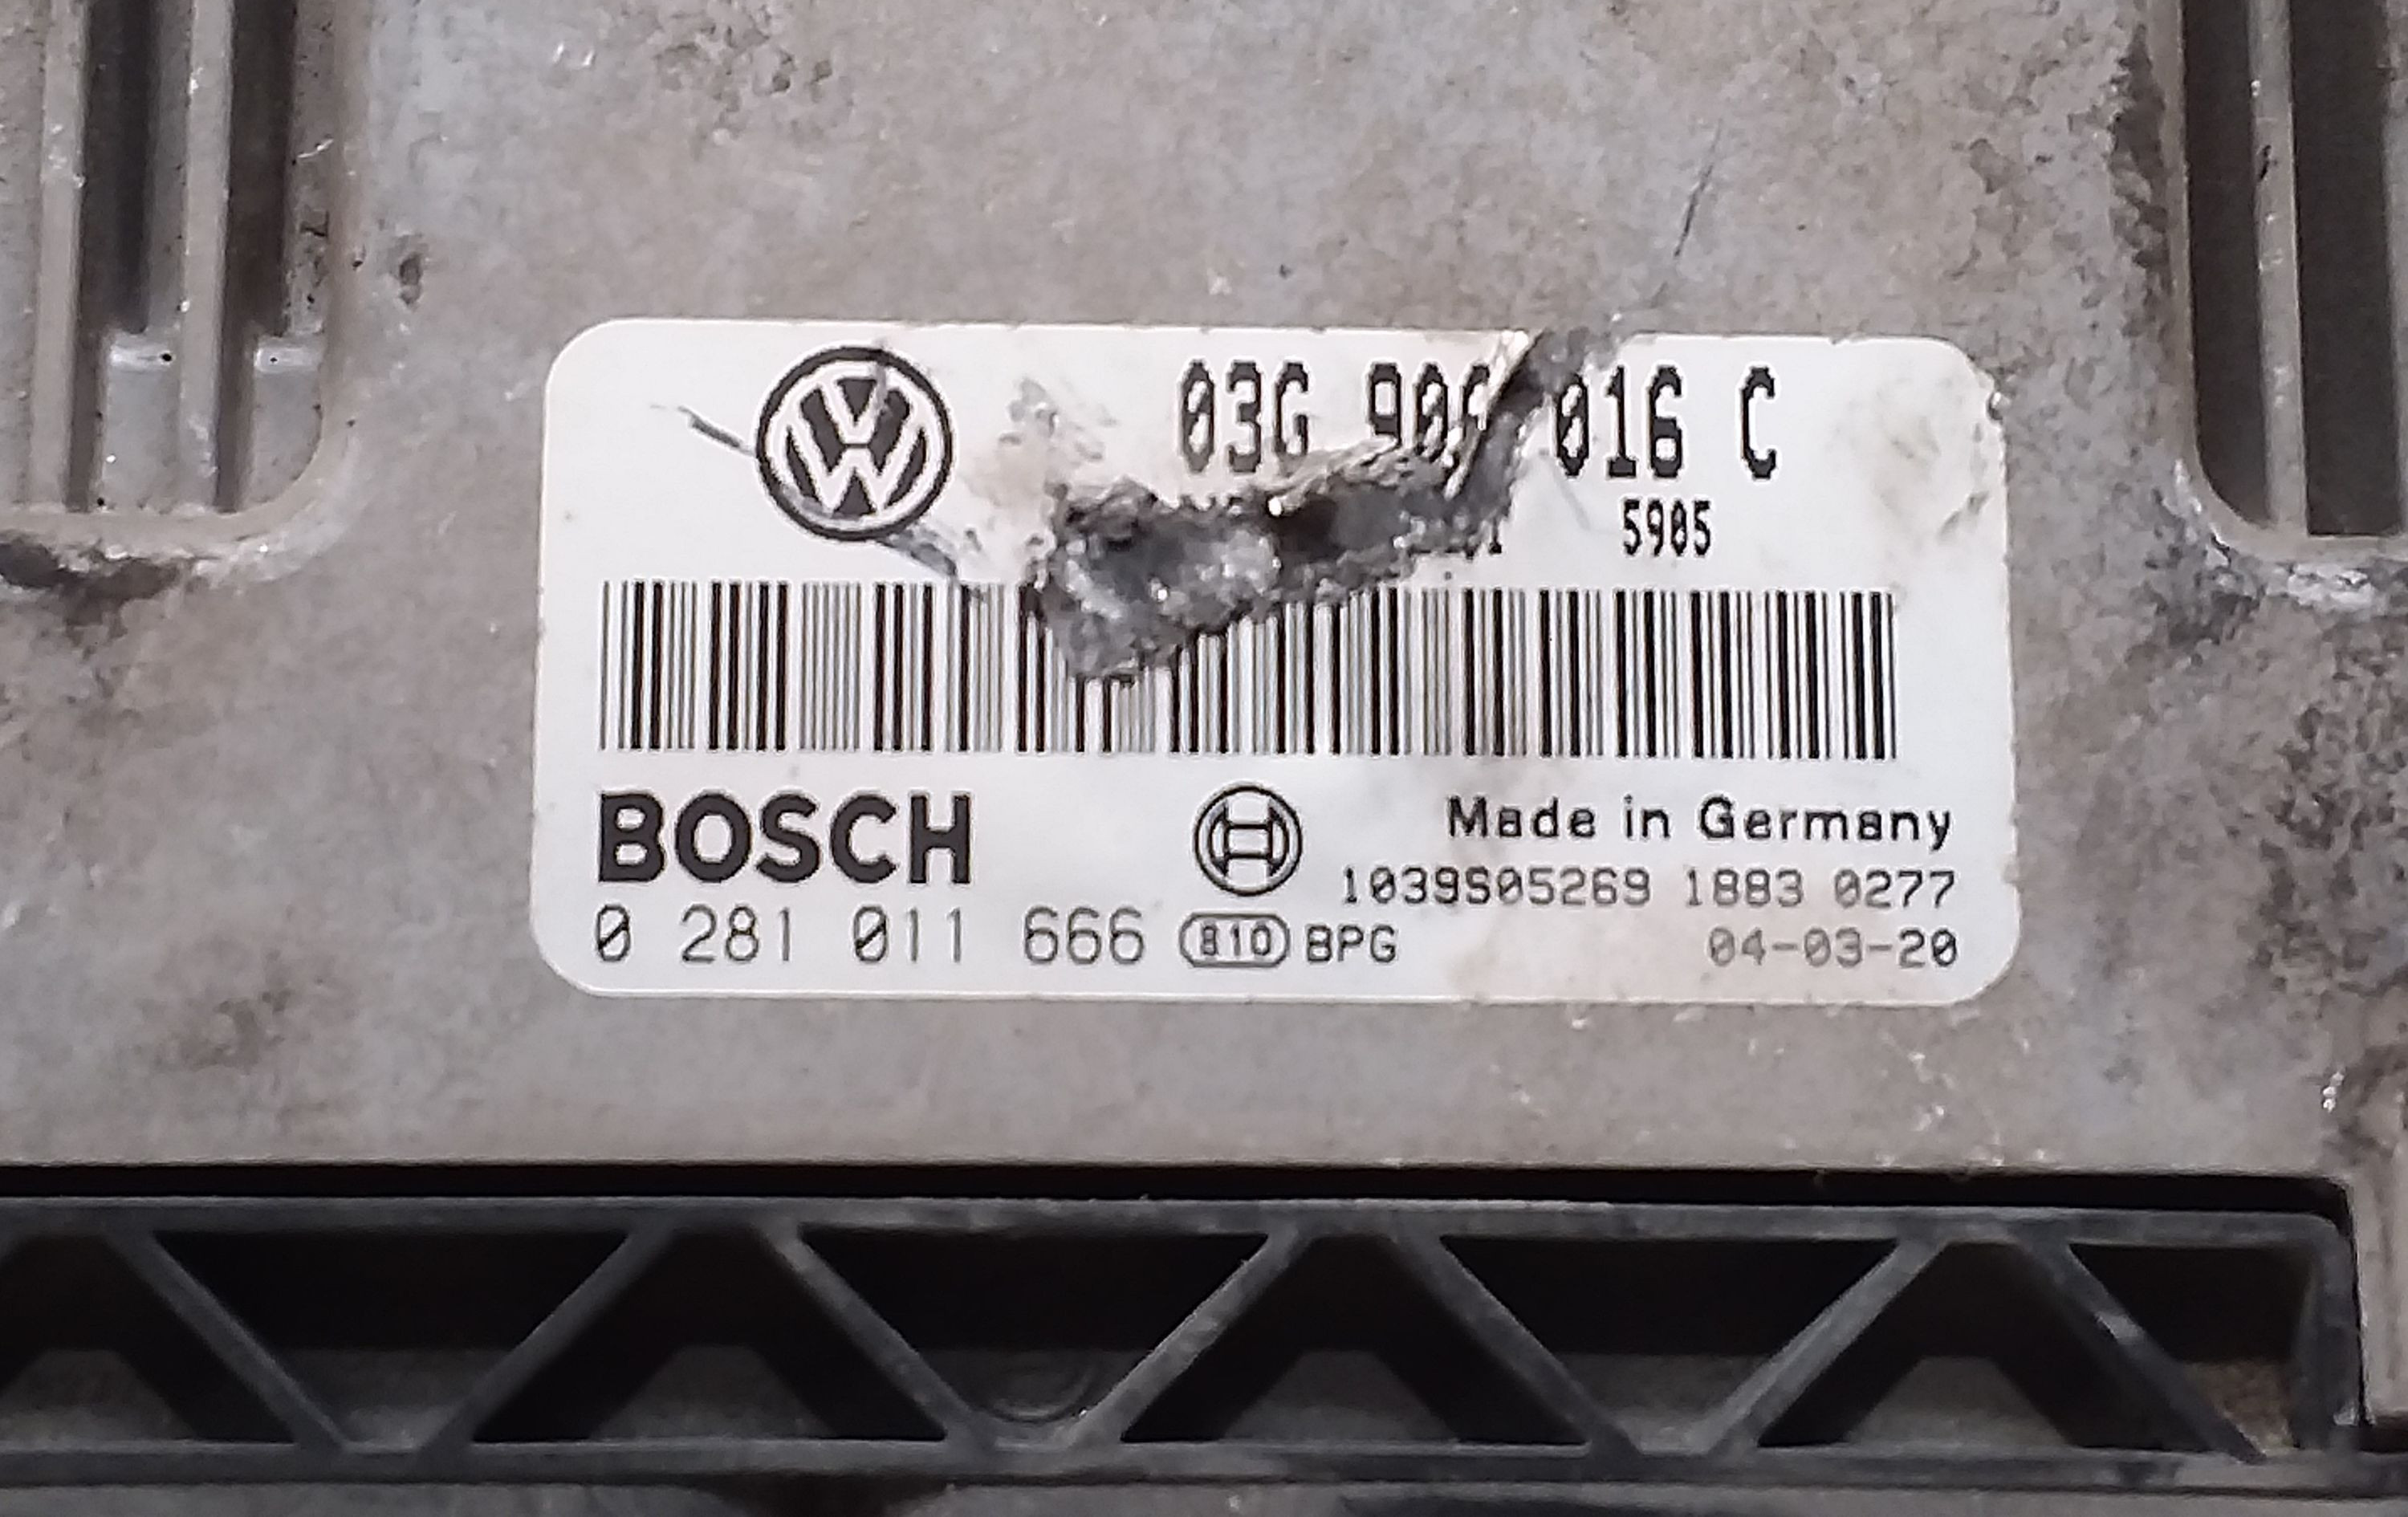 03G 906 016 C
5905
BOSCH
Made in Germany
1039S05269 1883 0277
0 281 011 666 810 BPG 04-03-20